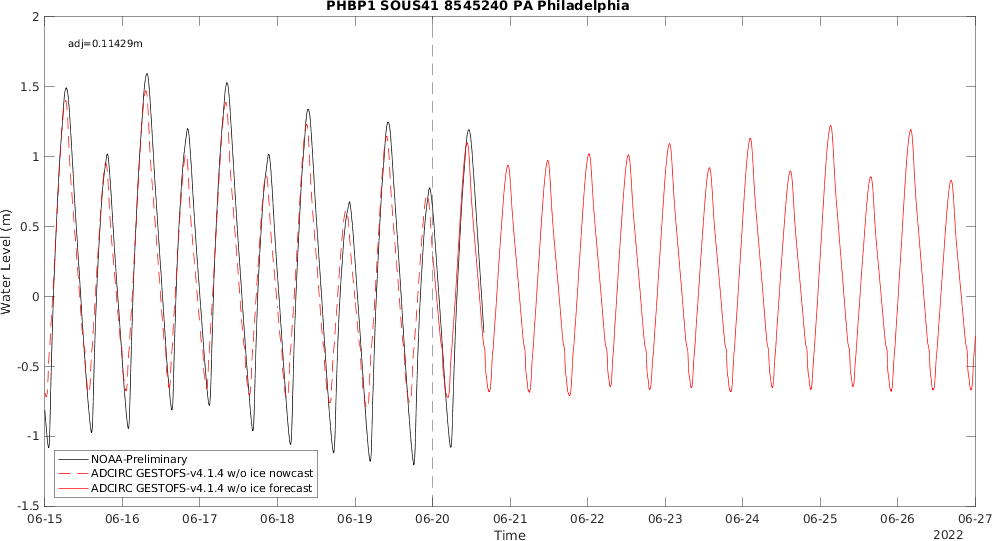 PHBP1 SOUS41 8545240 PA Philadelphia
adj=0.11429m
Water Level (m)
2
1.5
1
0.5
0
-0.5
-1
-1.5
NOAA-Preliminary
ADCIRC GESTOFS-v4.1.4 w/o ice nowcast
ADCIRC GESTOFS-v4.1.4 w/o ice forecast
06-15 06-16 06-17 06-18 06-19 06-20 06-21 06-22 06-23 06-24 06-25 06-26 06-27
Time
2022